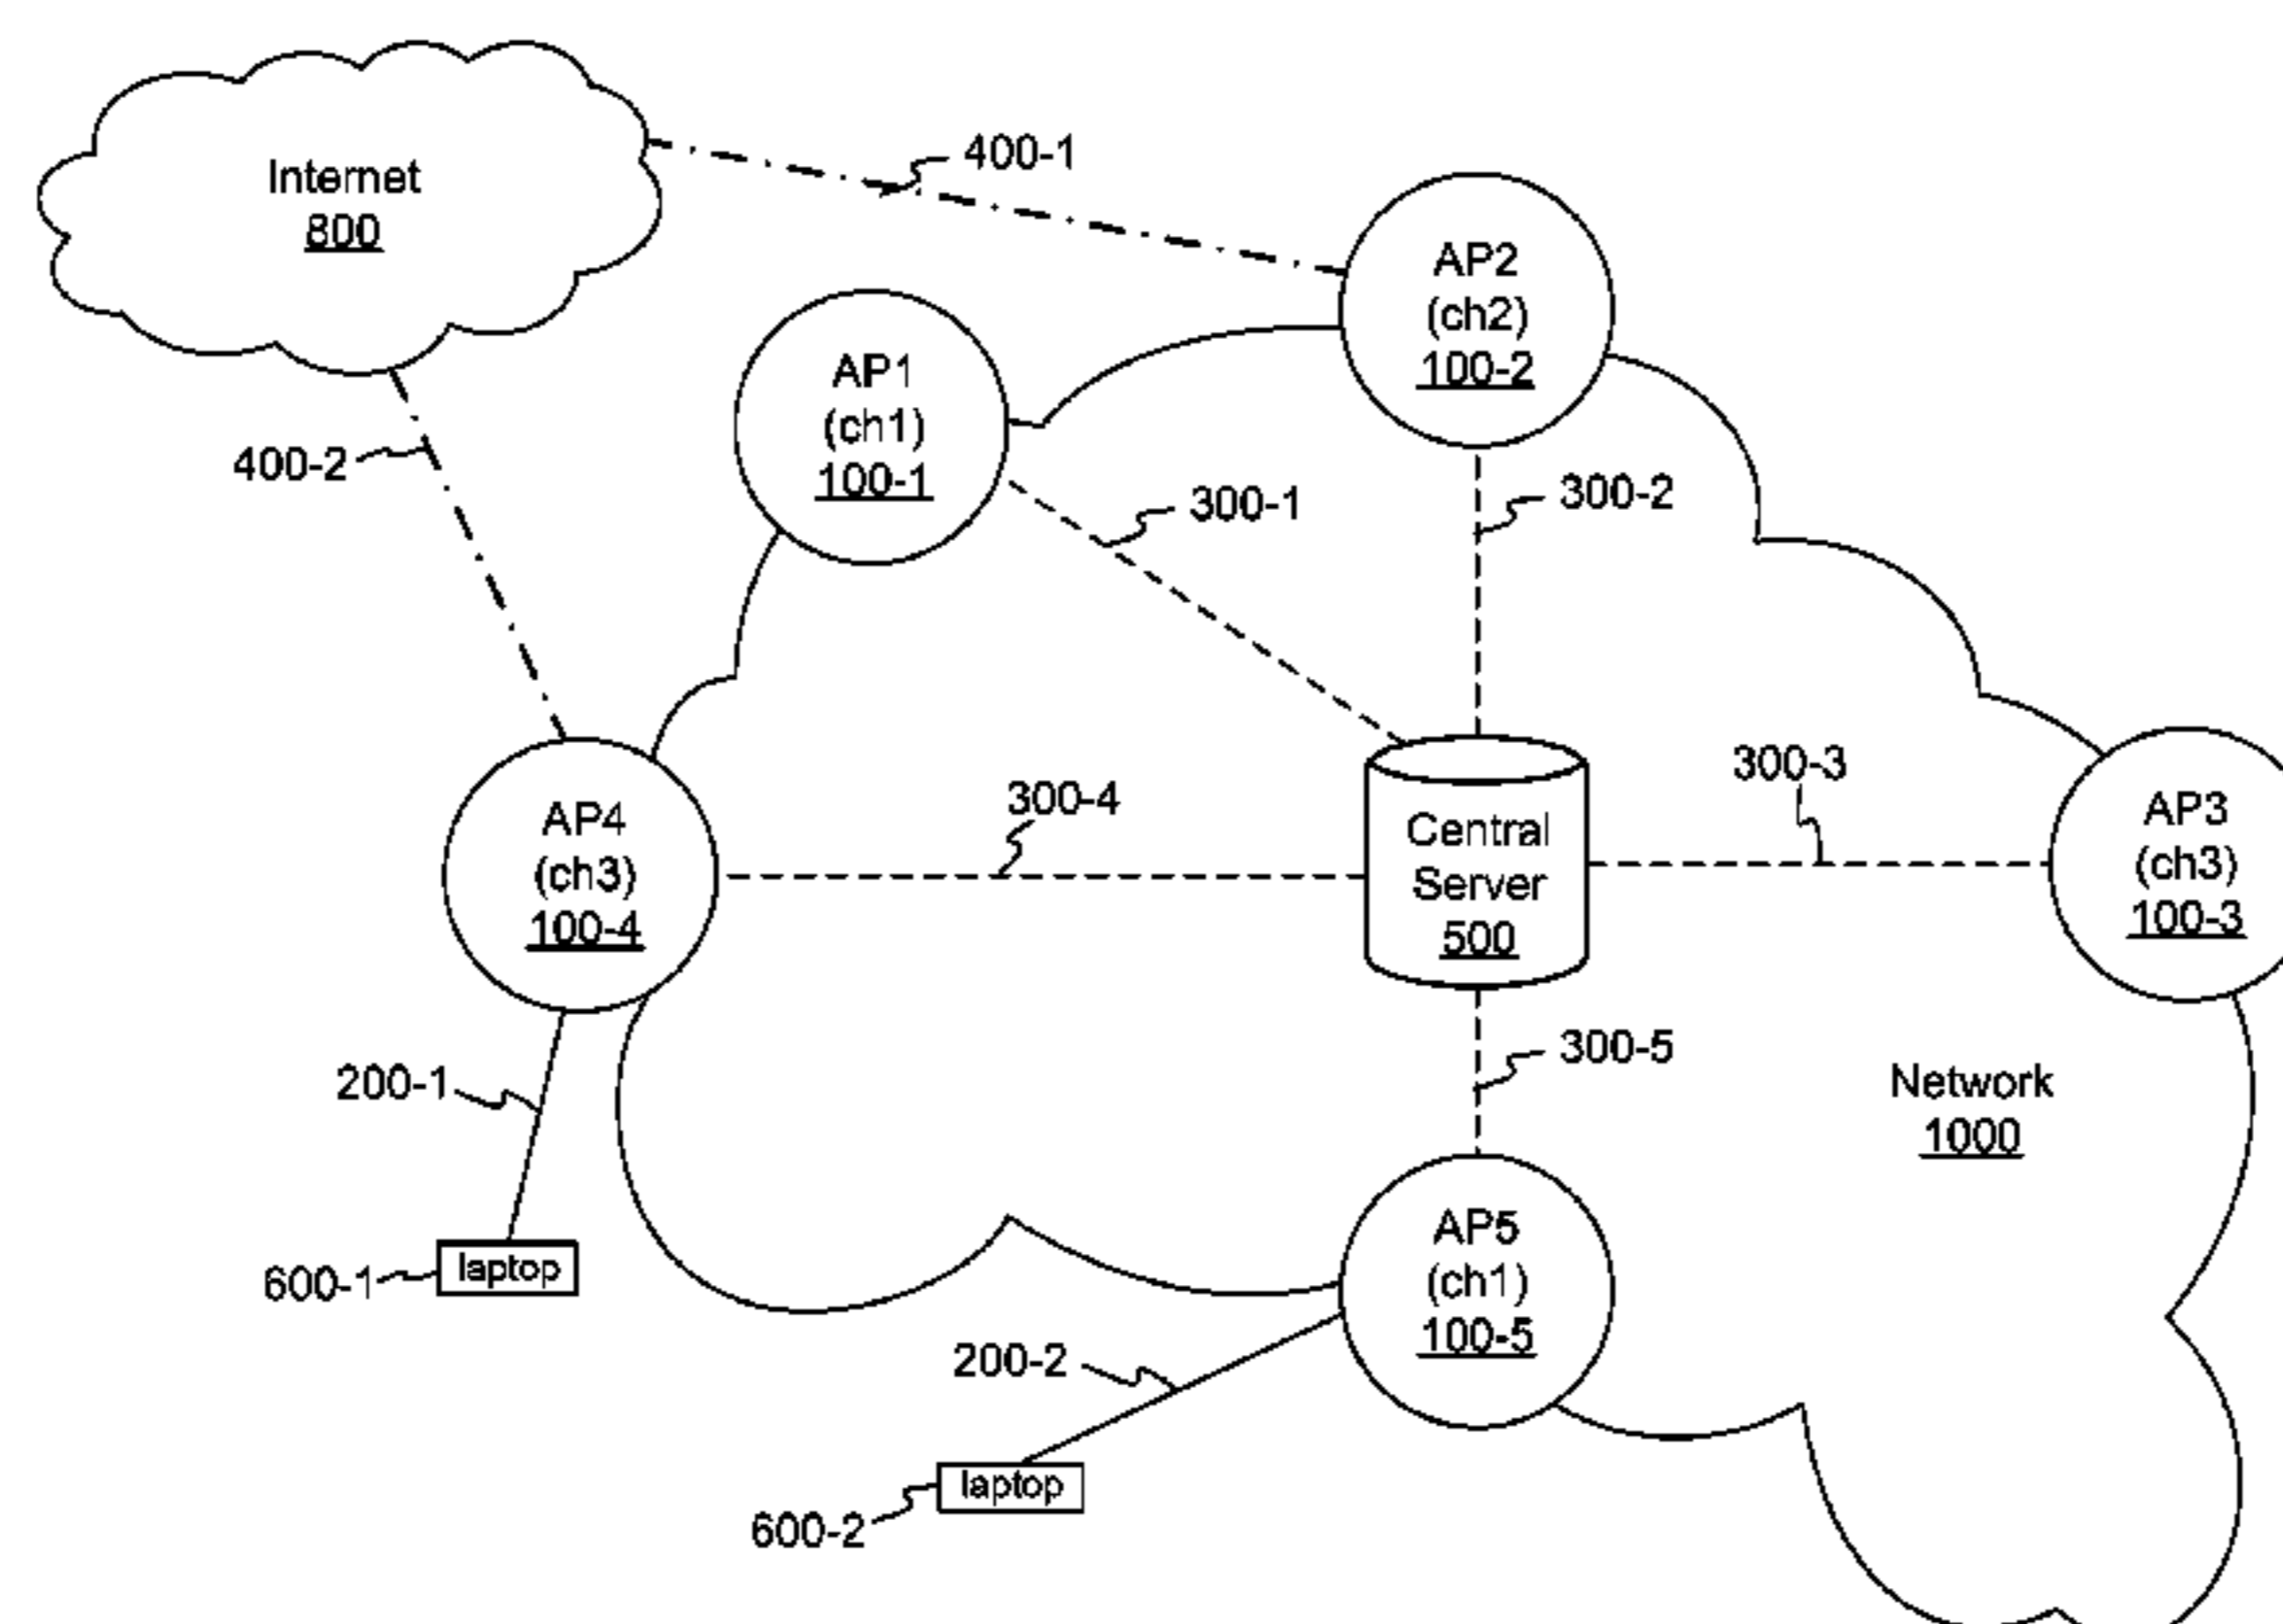 Internet
800
400-1
AP2
(ch2)
100-2
AP1
(ch1)
100-1
400-2
300-1
300-2
AP4
(ch3)
100-4
300-4
Central
Server
500
300-3
AP3
(ch3)
100-3
200-1
300-5
Network
1000
600-1
laptop
AP5
(ch1)
100-5
200-2
600-2
laptop